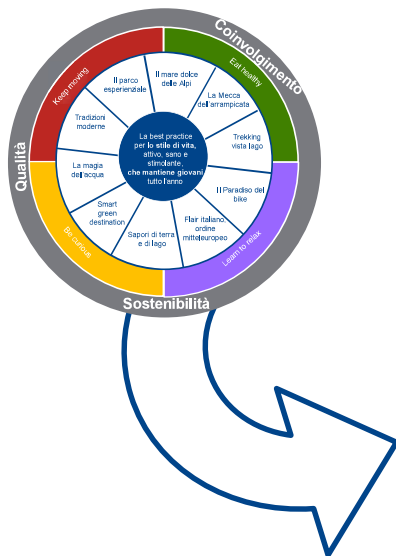 Coinvolgimento
Qualità
Sostenibilità
Keep moving
Eat healthy
Be curious
Learn to relax
Il parco
esperienziale
Il mare dolce
delle Alpi
La Mecca
dell'arrampicata
Trekking
vista lago
Il Paradiso del
bike
Flair italiano,
ordine
mitteleuropeo
Sapori di terra
e di lago
Smart
green
destination
La magia
dell'acqua
Tradizioni
moderne
La best practice
per lo stile di vita,
attivo, sano e
stimolante,
che mantiene giovani
tutto l'anno